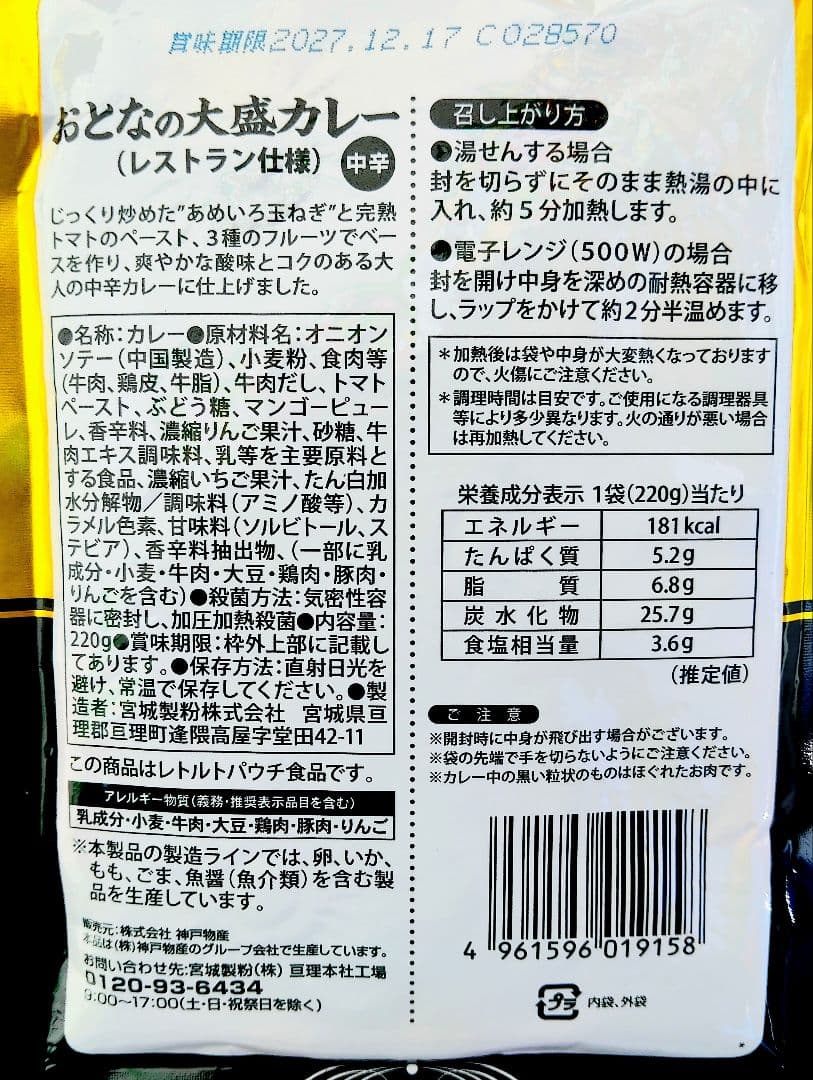 賞味期限2027.12.17 C028570
おとなの大盛カレー
(レストラン仕様) 中辛
じっくり炒めた"あめいろ玉ねぎ"と完熟
トマトのペースト、3種のフルーツでベー
スを作り、爽やかな酸味とコクのある大
人の中辛カレーに仕上げました。
●名称:カレー●原材料名:オニオン
ソテー(中国製造)、小麦粉、食肉等
(牛肉、鶏皮、牛脂)、牛肉だし、トマト
ペースト、ぶどう糖、マンゴーピュー
レ、香辛料、濃縮りんご果汁、砂糖、牛
肉エキス調味料、乳等を主要原料と
する食品、濃縮いちご果汁、たん白加
水分解物/調味料(アミノ酸等)、カ
ラメル色素、甘味料(ソルビトール、ス
テビア)、香辛料抽出物、(一部に乳
成分・小麦・牛肉・大豆・鶏肉・豚肉・
りんごを含む)●殺菌方法:気密性容
器に密封し、加圧加熱殺菌●内容量:
220g●賞味期限:枠外上部に記載し
てあります。●保存方法:直射日光を
避け、常温で保存してください。●製
造者:宮城製粉株式会社 宮城県亘
理郡亘理町逢隈高屋字堂田42-11
この商品はレトルトパウチ食品です。
アレルギー物質(義務・推奨表示品目を含む)
乳成分・小麦・牛肉・大豆・鶏肉・豚肉・りんご
※本製品の製造ラインでは、卵、いか、
もも、ごま、魚醤(魚介類)を含む製
品を生産しています。
販売元:株式会社 神戸物産
本品は(株)神戸物産のグループ会社で生産しています。
お問い合わせ先:宮城製粉(株) 亘理本社工場
0120-93-6434
9:00～17:00(土・日・祝祭日を除く)
召し上がり方
●湯せんする場合
封を切らずにそのまま熱湯の中に
入れ、約5分加熱します。
●電子レンジ(500W)の場合
封を開け中身を深めの耐熱容器に移
し、ラップをかけて約2分半温めます。
*加熱後は袋や中身が大変熱くなっております
ので、火傷にご注意ください。
*調理時間は目安です。ご使用になる調理器具
等により多少異なります。火の通りが悪い場合
は再加熱してください。
栄養成分表示 1袋(220g)当たり
エネルギー 181kcal
たんぱく質 5.2g
脂質 6.8g
炭水化物 25.7g
食塩相当量 3.6g
(推定値)
ご注意
※開封時に中身が飛び出す場合がございます。
※袋の先端で手を切らないようにご注意ください。
※カレー中の黒い粒状のものはほぐれたお肉です。
4 961596 019158
プラ 内袋、外袋